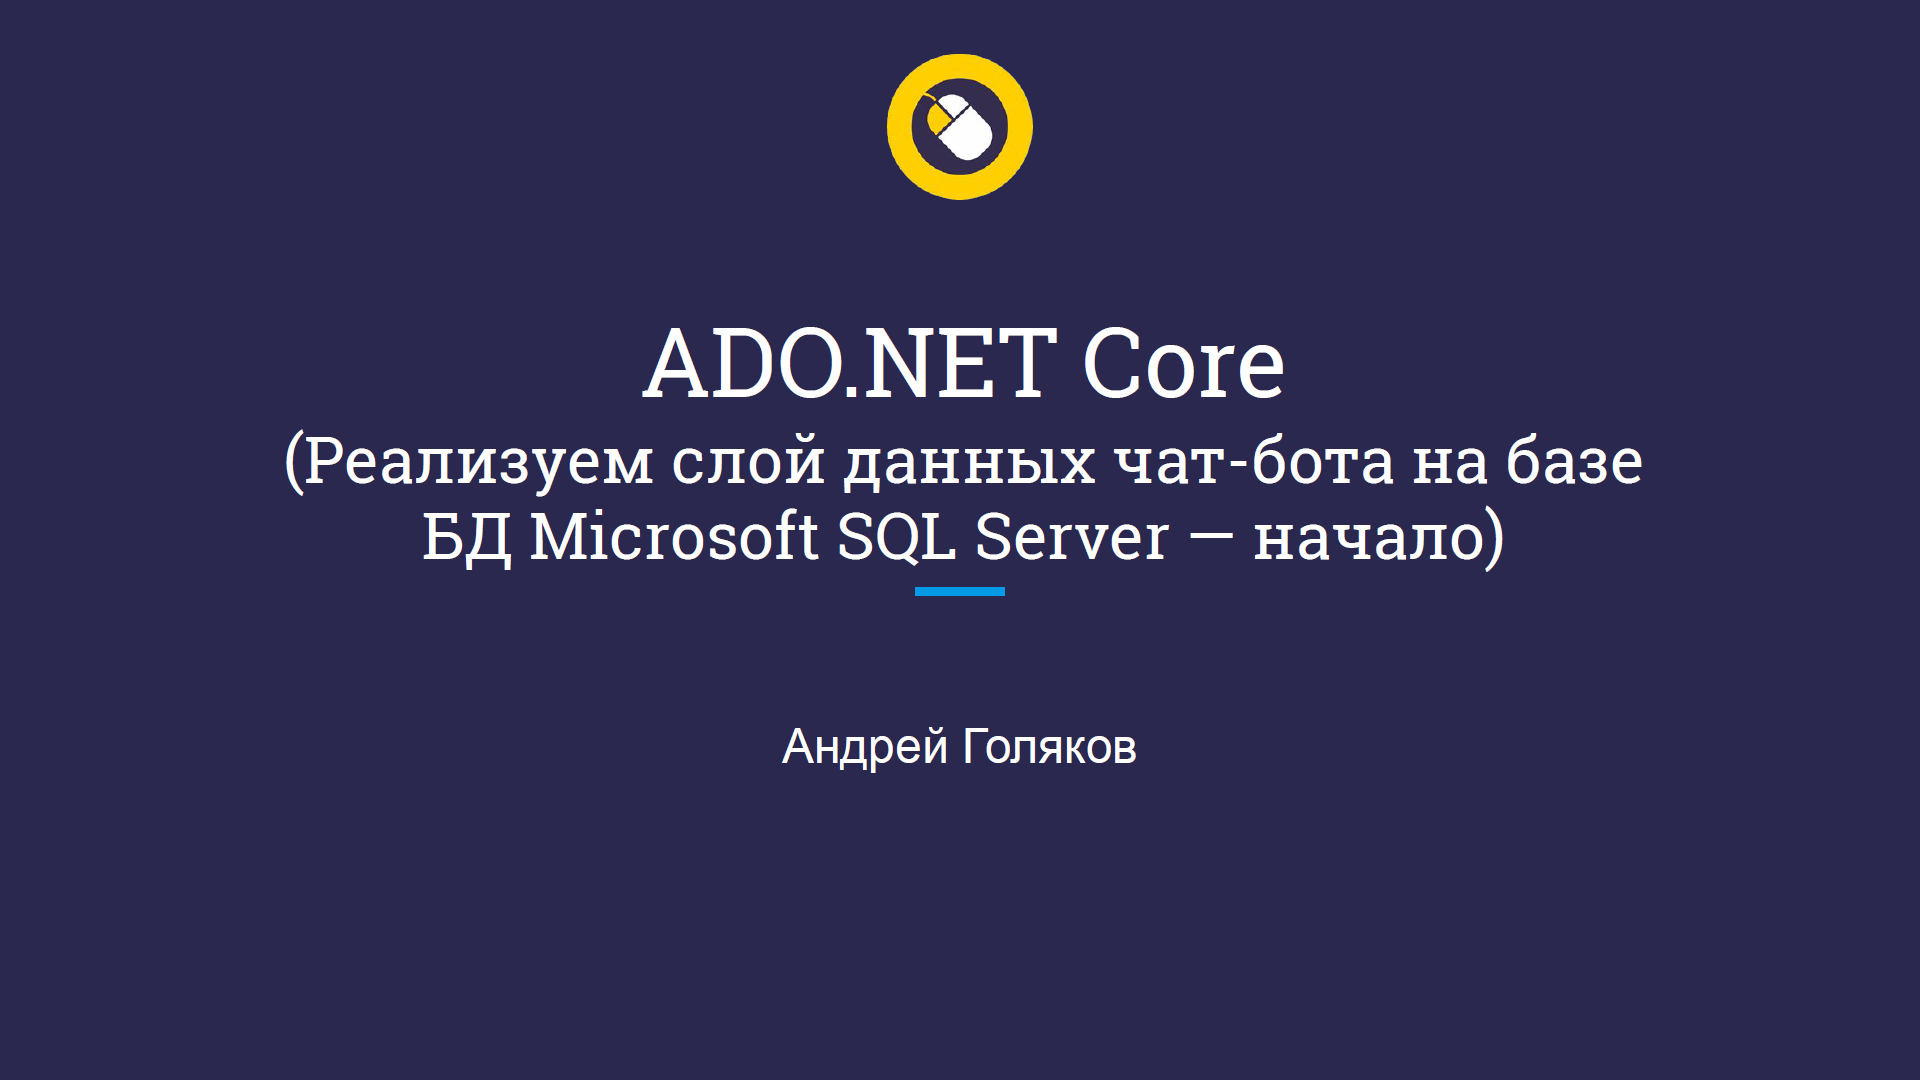 ADO.NET Core
(Реализуем слой данных чат-бота на базе
БД Microsoft SQL Server — начало)
Андрей Голяков